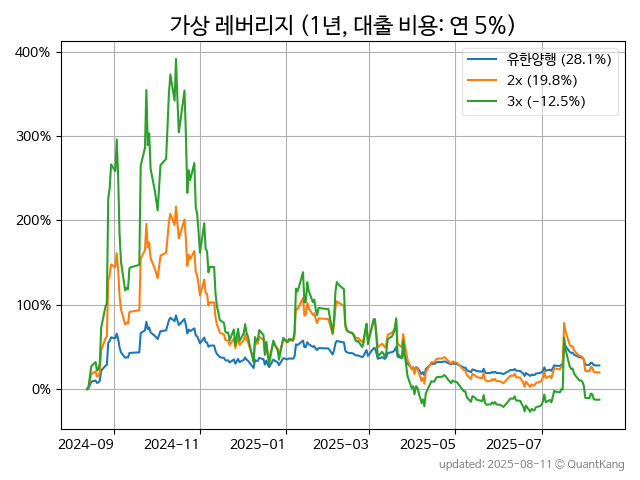 가상 레버리지 (1년, 대출 비용: 연 5%)
유한양행 (28.1%)
2x (19.8%)
3x (−12.5%)
400%
300%
200%
100%
0%
2024-09 2024-11 2025-01 2025-03 2025-05 2025-07
updated: 2025-08-11 © QuantKang